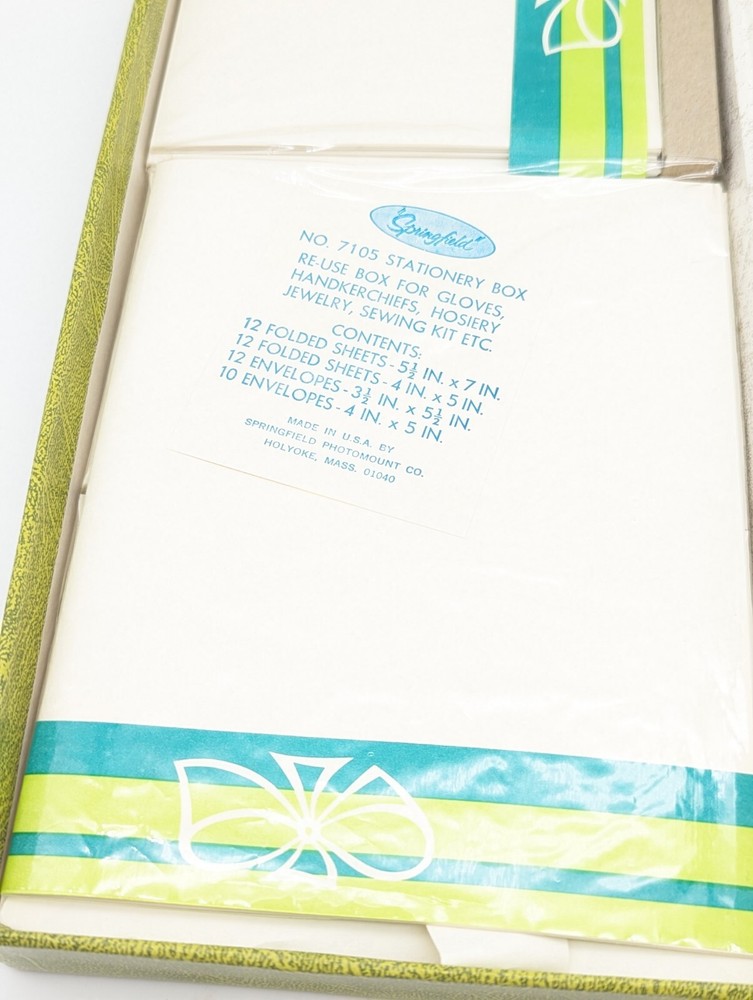 "Springfield"
NO. 7105 STATIONERY BOX
RE-USE BOX FOR GLOVES,
HANDKERCHIEFS, HOSIERY
JEWELRY, SEWING KIT ETC.
CONTENTS:
12 FOLDED SHEETS - 5½ IN. x 7 IN.
12 FOLDED SHEETS - 4 IN. x 5 IN.
12 ENVELOPES - 3½ IN. x 5½ IN.
10 ENVELOPES - 4 IN. x 5 IN.
MADE IN U.S.A. BY
SPRINGFIELD PHOTOMOUNT CO.
HOLYOKE, MASS. 01040